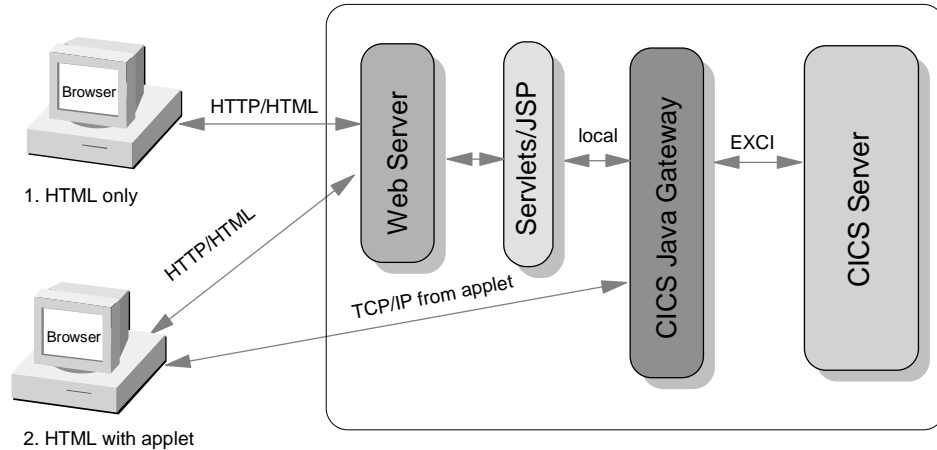 Browser
HTTP/HTML
1. HTML only
Web Server
Servlets/JSP
local
CICS Java Gateway
EXCI
CICS Server
HTTP/HTML
TCP/IP from applet
Browser
2. HTML with applet